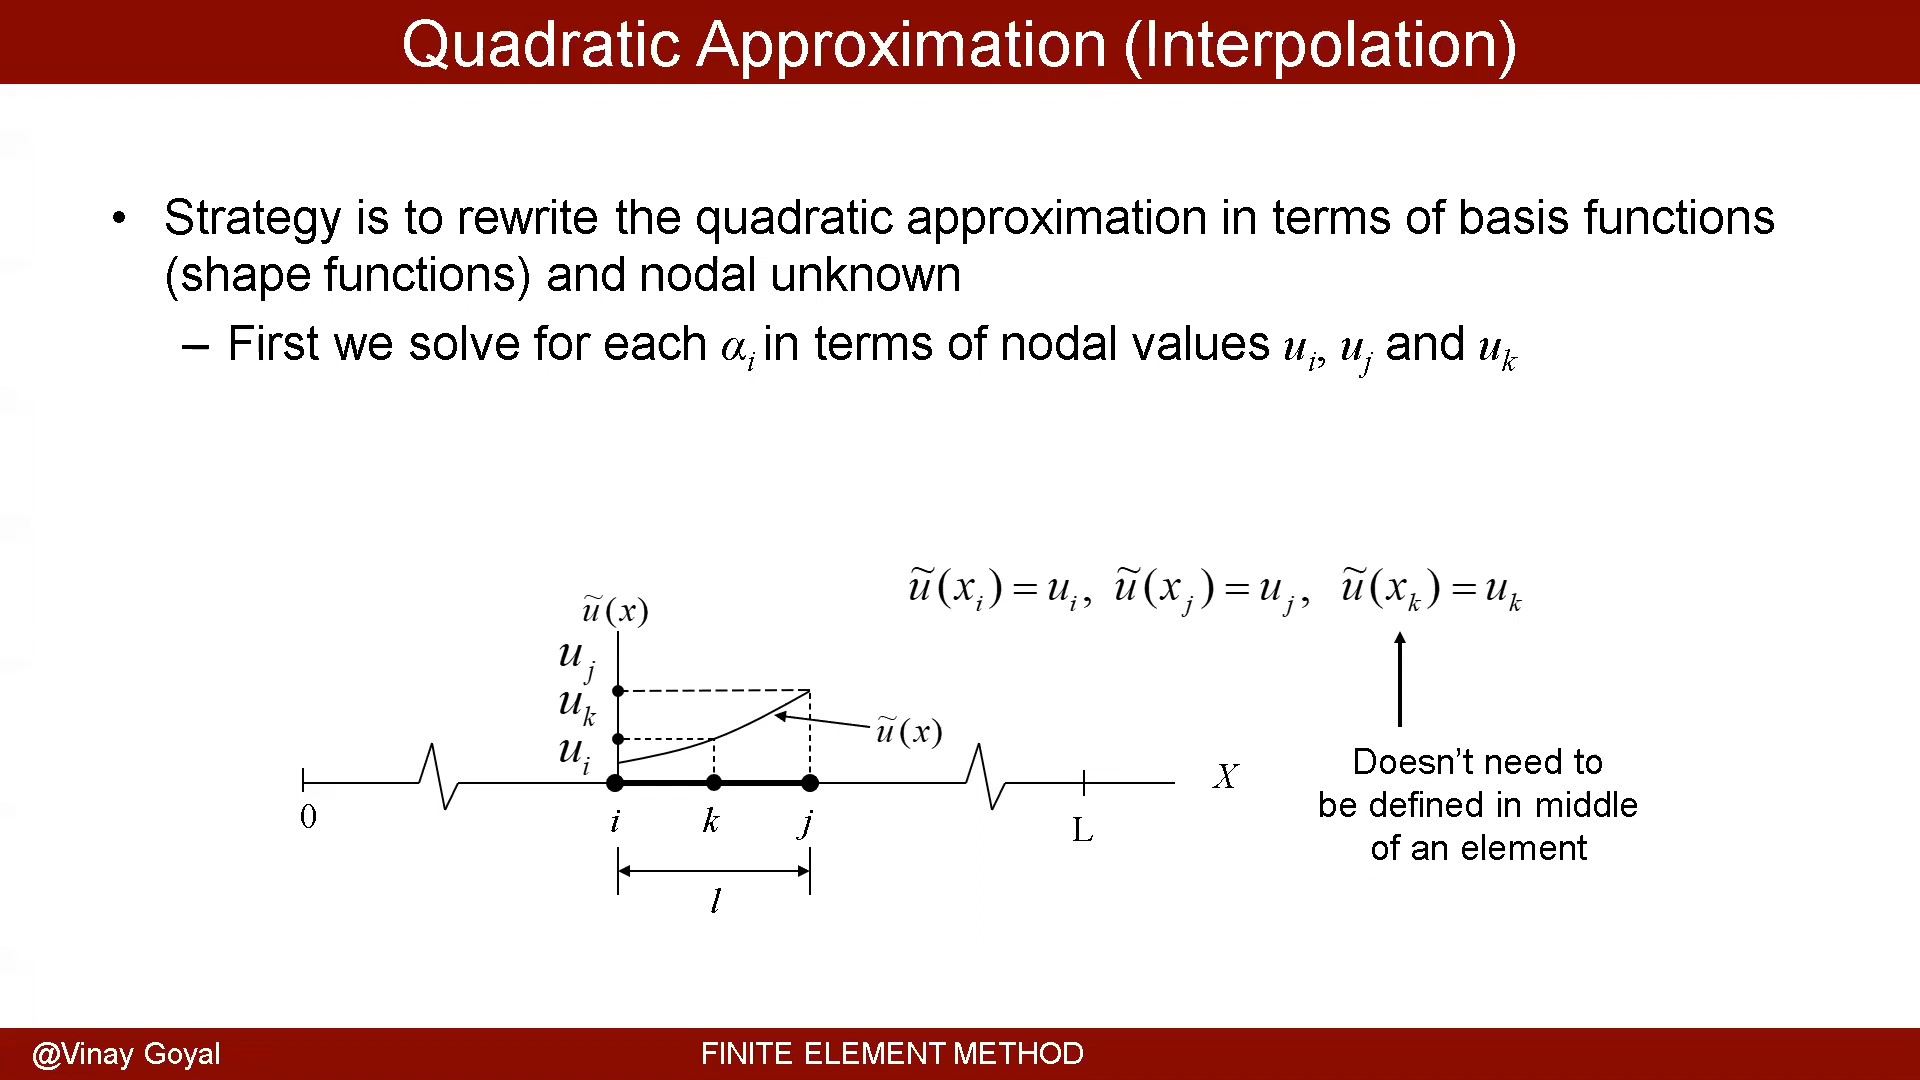 Quadratic Approximation (Interpolation)
• Strategy is to rewrite the quadratic approximation in terms of basis functions
(shape functions) and nodal unknown
– First we solve for each αᵢ in terms of nodal values uᵢ, uⱼ and uₖ
ũ(xᵢ) = uᵢ, ũ(xⱼ) = uⱼ, ũ(xₖ) = uₖ
ũ(x)
uⱼ
uₖ
uᵢ
ũ(x)
Doesn’t need to
be defined in middle
of an element
0
i
k
j
L
X
l
@Vinay Goyal
FINITE ELEMENT METHOD